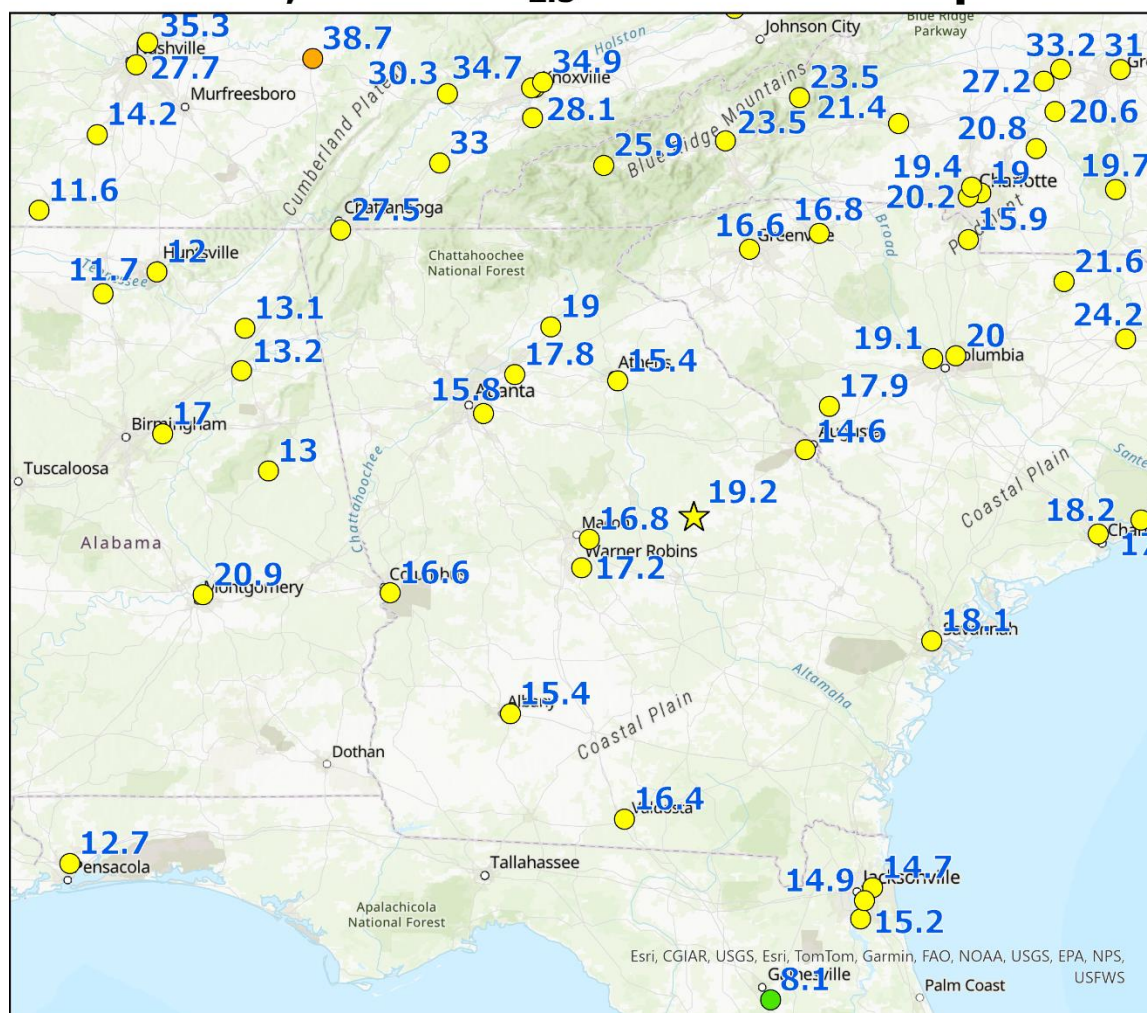 2.5
Johnson City
Blue Ridge
Parkway
35.3
38.7
Holston
33.2
31
27.7
Murfreesboro
30.3
34.7
34.9
Knoxville
27.2
14.2
28.1
23.5
21.4
20.6
Cumberland Plateau
Blue Ridge Mountains
33
25.9
23.5
20.8
19.4
19
19.7
Charlotte
20.2
11.6
Chattanooga
27.5
16.6
16.8
15.9
Greenville
Broad
Piedmont
Huntsville
12
Tennessee
11.7
Chattahoochee
National Forest
21.6
13.1
19
24.2
13.2
17.8
Athens
15.4
19.1
20
Columbia
15.8
Atlanta
17.9
Birmingham
17
14.6
Augusta
Tuscaloosa
13
Chattahoochee
Coastal Plain
19.2
Alabama
Macon
16.8
18.2
17
Warner Robins
17.2
20.9
Montgomery
Columbus
16.6
18.1
Savannah
Altamaha
15.4
Albany
Coastal Plain
Dothan
16.4
Valdosta
12.7
Pensacola
Tallahassee
14.9
14.7
Jacksonville
15.2
Apalachicola
National Forest
Esri, CGIAR, USGS, Esri, TomTom, Garmin, FAO, NOAA, USGS, EPA, NPS,
USFWS
Gainesville
8.1
Palm Coast